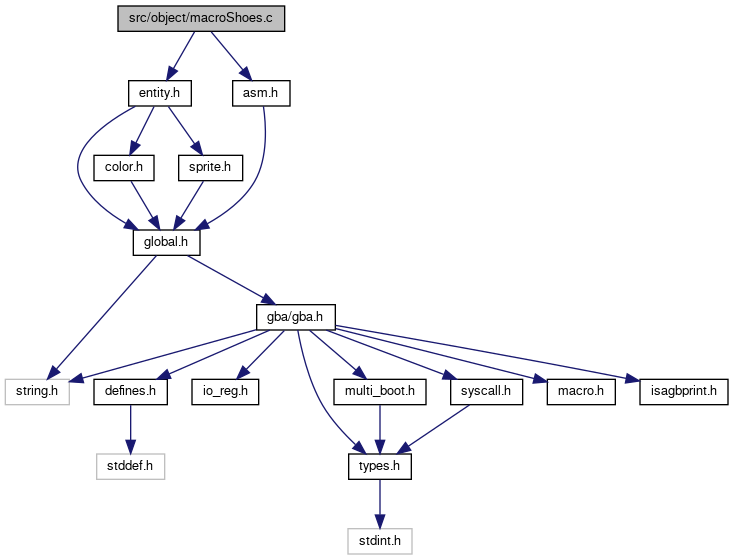 src/object/macroShoes.c
entity.h
asm.h
color.h
sprite.h
global.h
gba/gba.h
string.h
defines.h
io_reg.h
multi_boot.h
syscall.h
macro.h
isagbprint.h
stddef.h
types.h
stdint.h